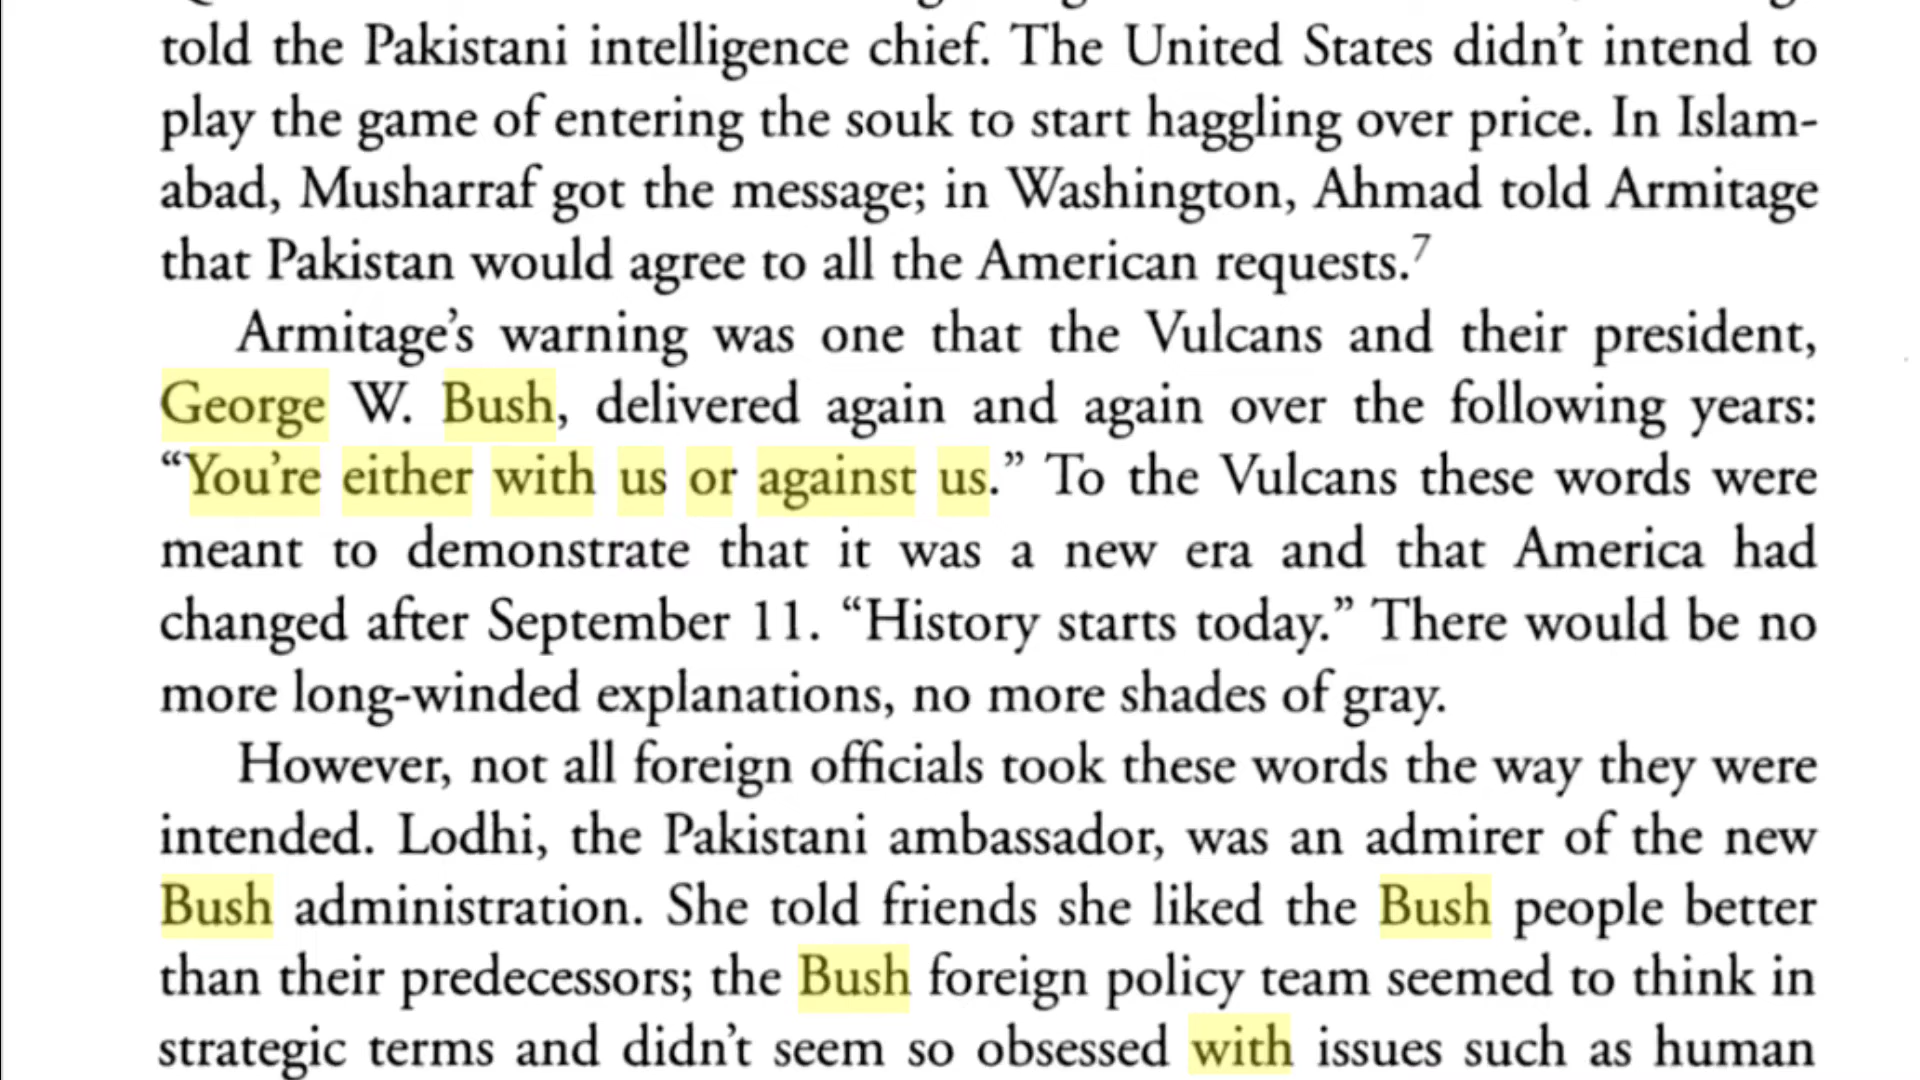 told the Pakistani intelligence chief. The United States didn’t intend to
play the game of entering the souk to start haggling over price. In Islam-
abad, Musharraf got the message; in Washington, Ahmad told Armitage
that Pakistan would agree to all the American requests.7
Armitage’s warning was one that the Vulcans and their president,
George W. Bush, delivered again and again over the following years:
“You’re either with us or against us.” To the Vulcans these words were
meant to demonstrate that it was a new era and that America had
changed after September 11. “History starts today.” There would be no
more long-winded explanations, no more shades of gray.
However, not all foreign officials took these words the way they were
intended. Lodhi, the Pakistani ambassador, was an admirer of the new
Bush administration. She told friends she liked the Bush people better
than their predecessors; the Bush foreign policy team seemed to think in
strategic terms and didn’t seem so obsessed with issues such as human